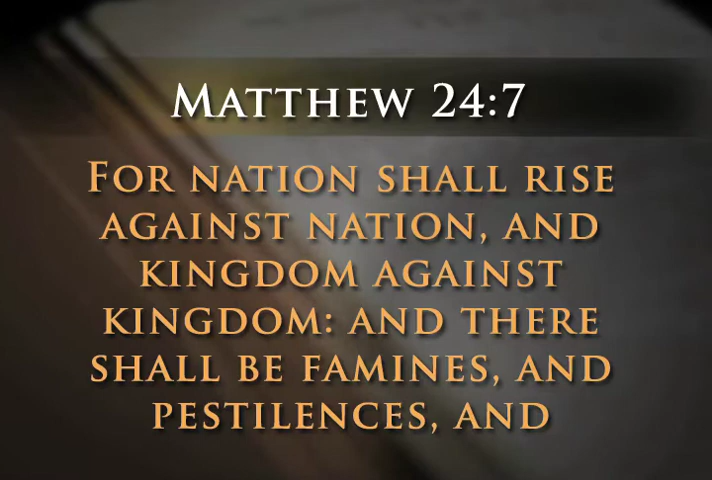 Matthew 24:7
For nation shall rise
against nation, and
kingdom against
kingdom: and there
shall be famines, and
pestilences, and